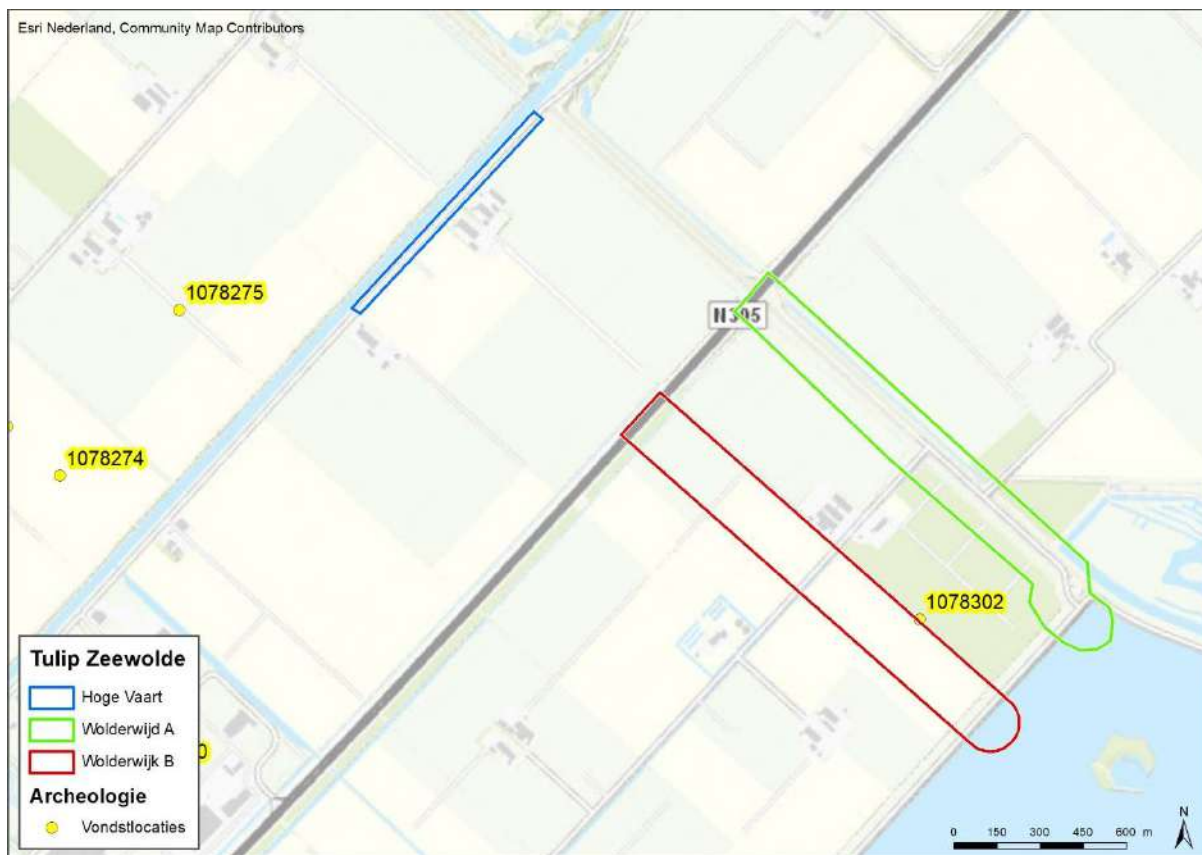 Esri Nederland, Community Map Contributors
1078275
N305
1078274
1078302
Tulip Zeewolde
Hoge Vaart
Wolderwijd A
Wolderwijk B
Archeologie
Vondstlocaties
0
0 150 300 450 600 m
N